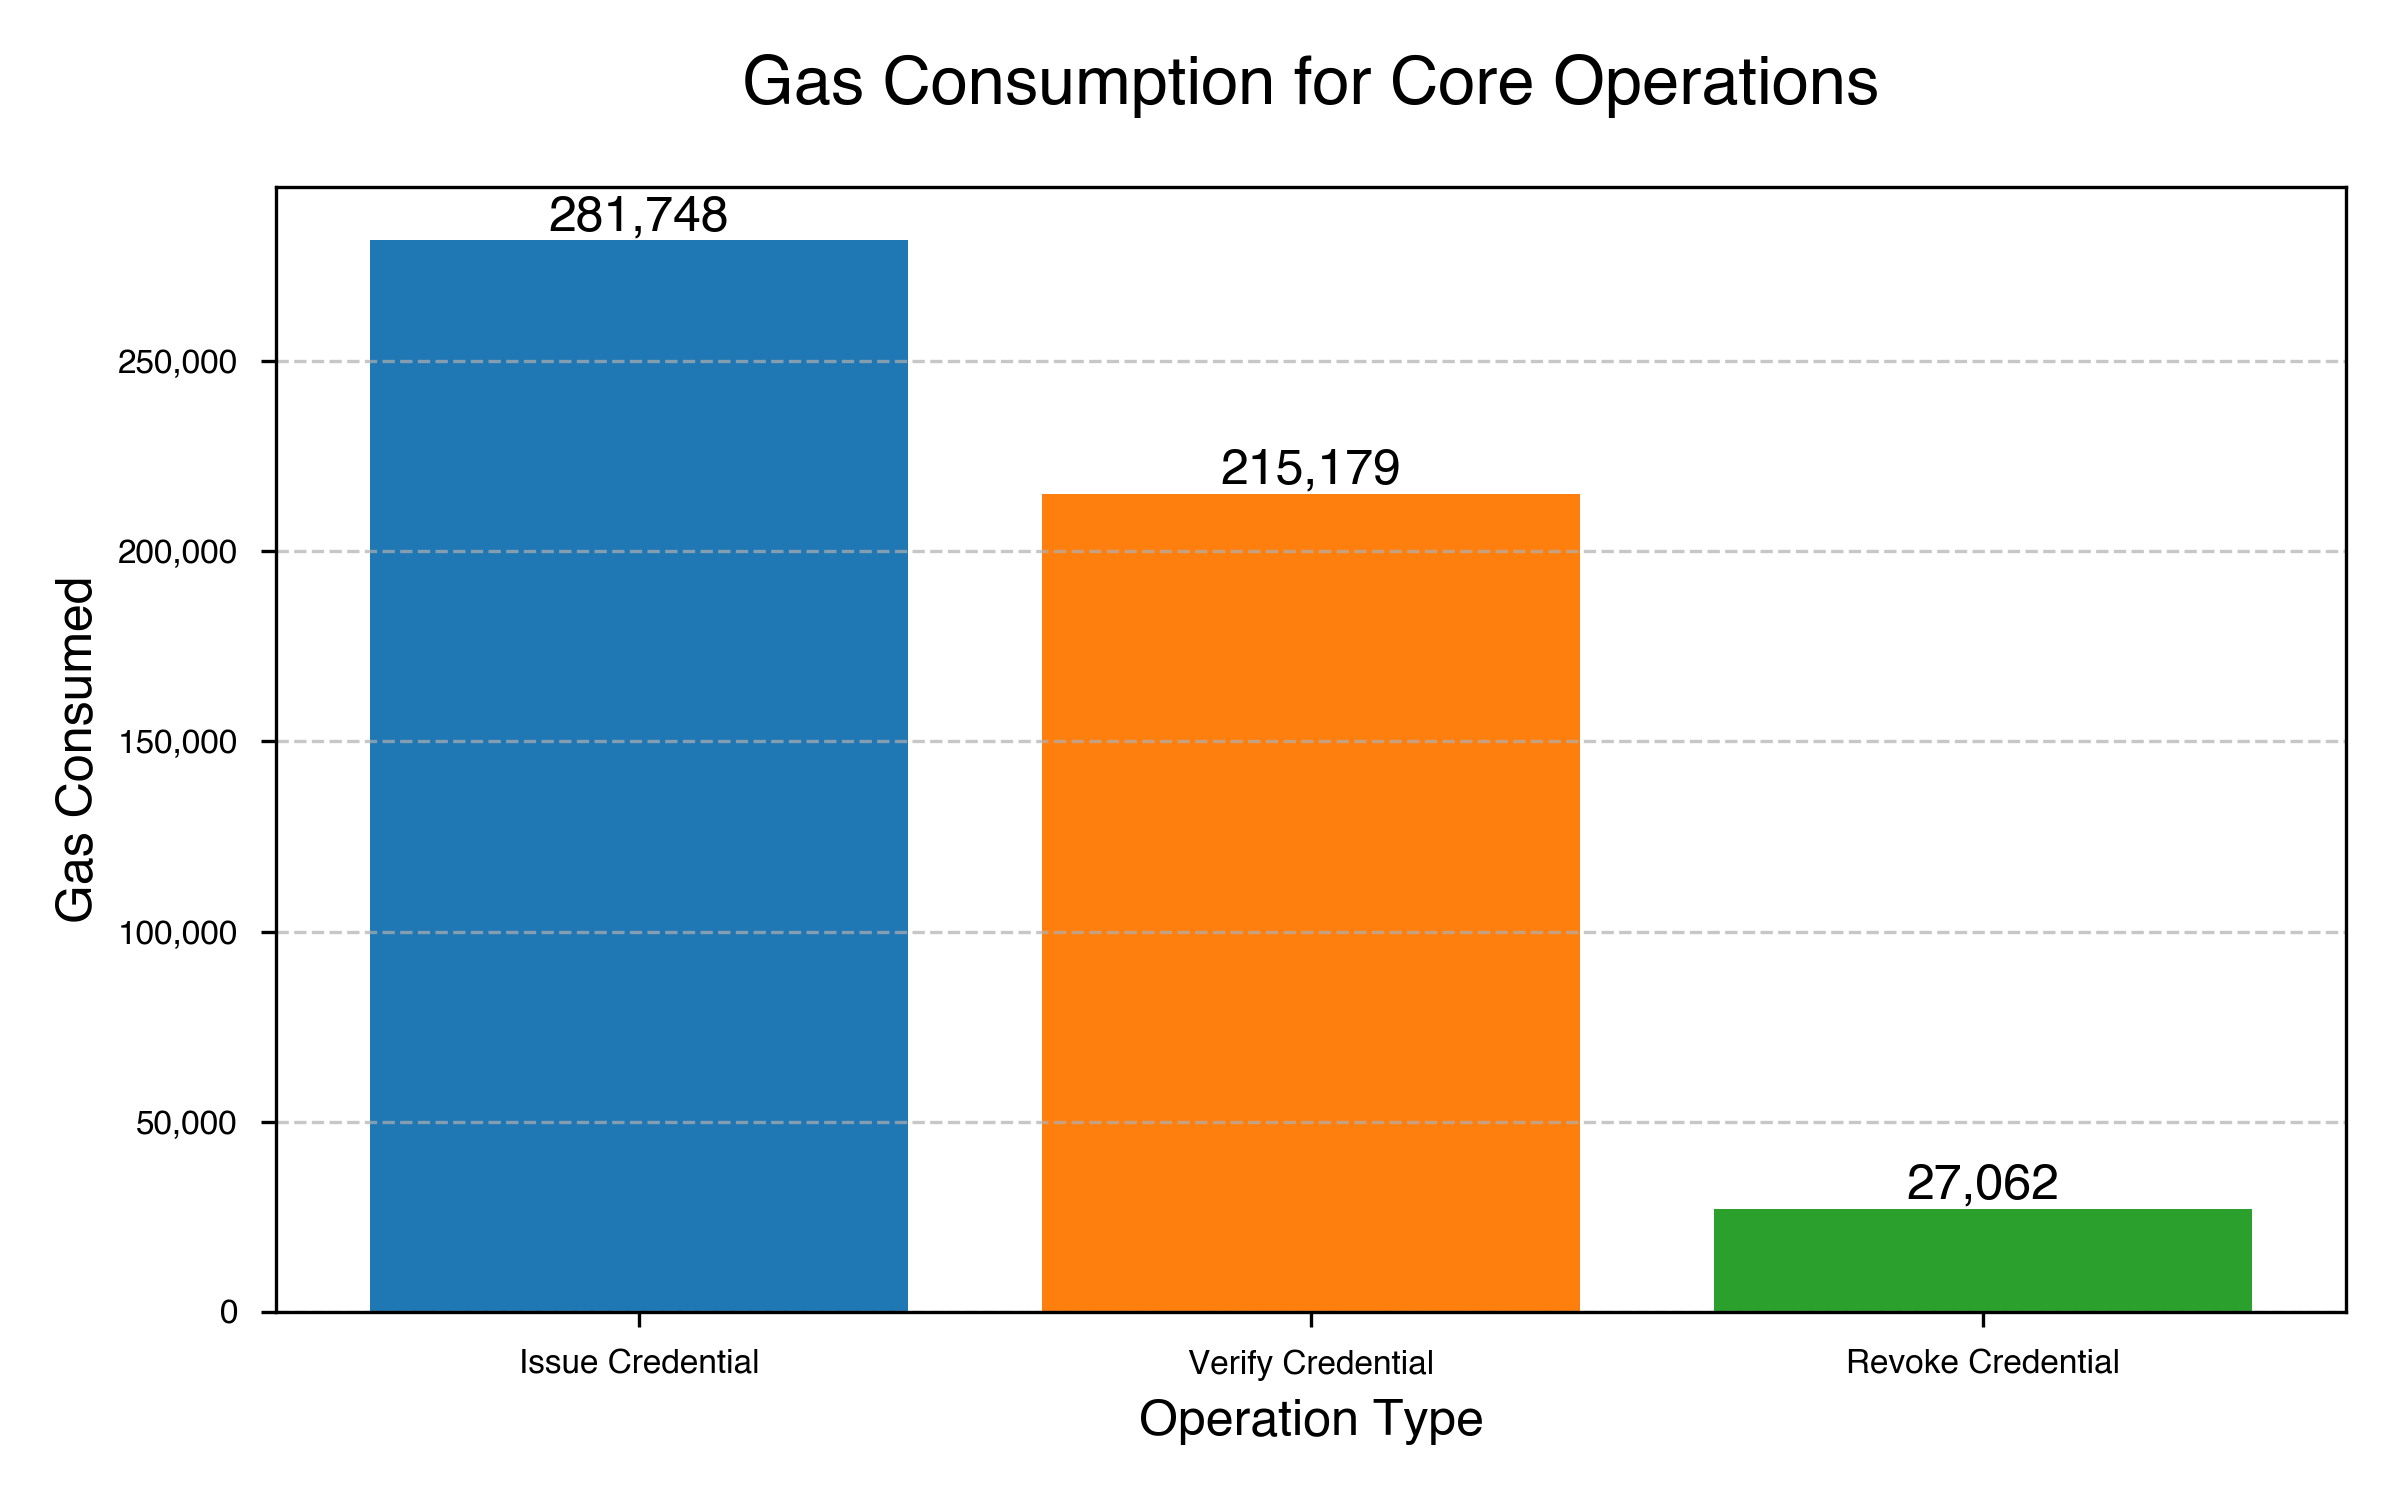 Gas Consumption for Core Operations
281,748
215,179
27,062
250,000
200,000
150,000
100,000
50,000
0
Gas Consumed
Issue Credential
Verify Credential
Revoke Credential
Operation Type